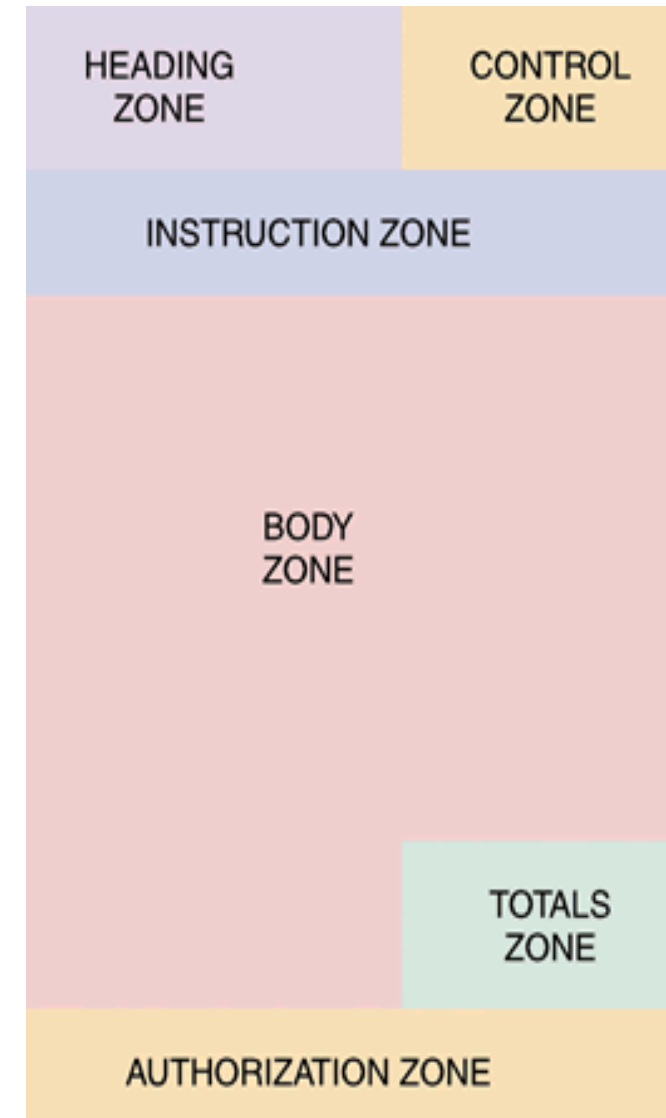 HEADING
ZONE
CONTROL
ZONE
INSTRUCTION ZONE
BODY
ZONE
TOTALS
ZONE
AUTHORIZATION ZONE